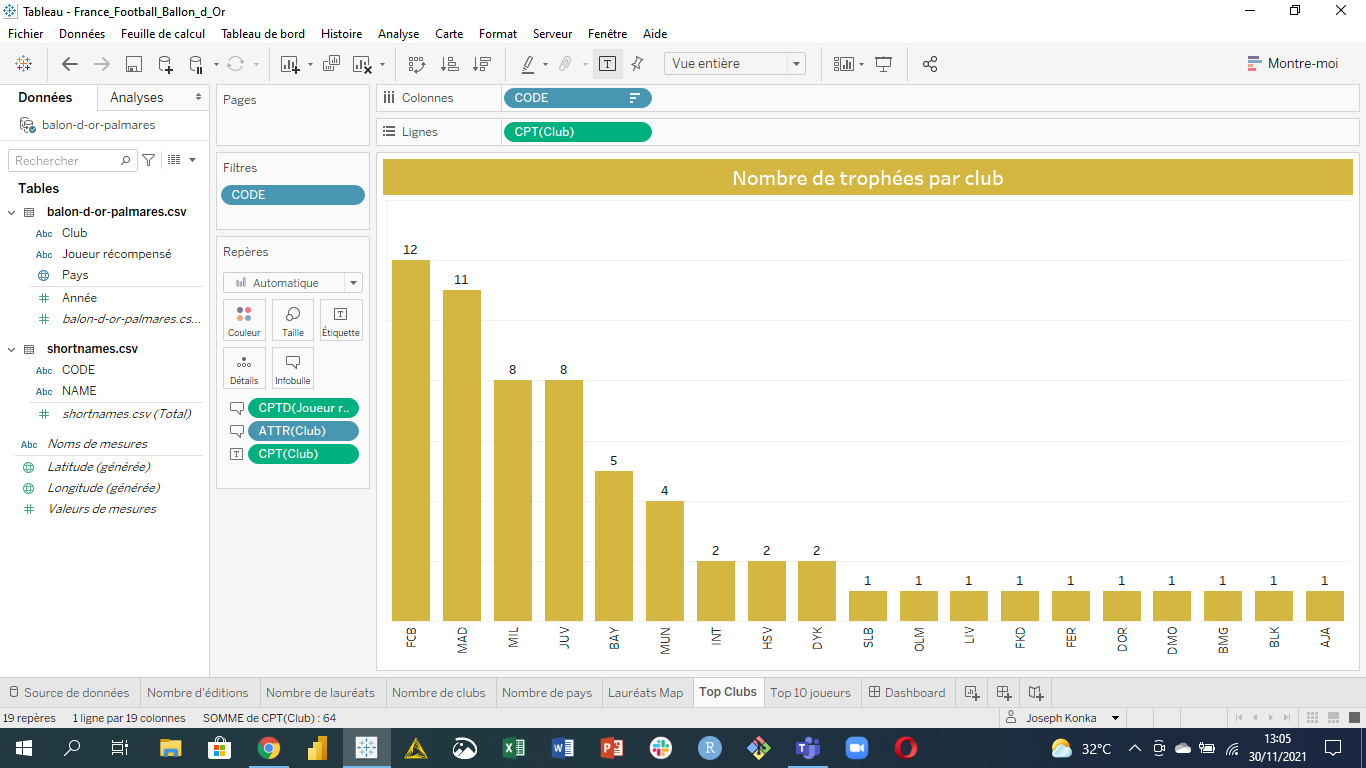 Tableau - France_Football_Ballon_d_Or
Fichier Données Feuille de calcul Tableau de bord Histoire Analyse Carte Format Serveur Fenêtre Aide
Vue entière
Montre-moi
Données Analyses
balon-d-or-palmares
Rechercher
Tables
balon-d-or-palmares.csv
Abc Club
Abc Joueur récompensé
Pays
Année
balon-d-or-palmares.cs...
shortnames.csv
Abc CODE
Abc NAME
shortnames.csv (Total)
Abc Noms de mesures
Latitude (générée)
Longitude (générée)
Valeurs de mesures
Pages
Filtres
CODE
Repères
Automatique
Couleur Taille Étiquette
Détails Infobulle
CPTD(Joueur r..
ATTR(Club)
T CPT(Club)
Colonnes CODE
Lignes CPT(Club)
Nombre de trophées par club
12 11 8 8 5 4 2 2 2 1 1 1 1 1 1 1 1 1 1
FCB MAD MIL JUV BAY MUN INT HSV DYK SLB OLM LIV FKD FER DOR DMO BMG BLK AJA
Source de données Nombre d'éditions Nombre de lauréats Nombre de clubs Nombre de pays Lauréats Map Top Clubs Top 10 joueurs Dashboard
19 repères 1 ligne par 19 colonnes SOMME de CPT(Club) : 64 Joseph Konka
32°C
13:05
30/11/2021